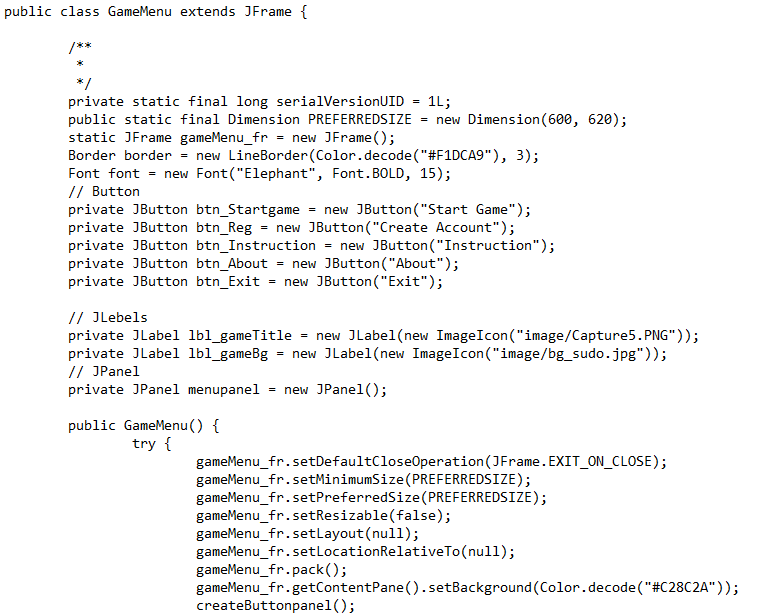 public class GameMenu extends JFrame {
/**
*
*/
private static final long serialVersionUID = 1L;
public static final Dimension PREFERREDSIZE = new Dimension(600, 620);
static JFrame gameMenu_fr = new JFrame();
Border border = new LineBorder(Color.decode("#F1DCA9"), 3);
Font font = new Font("Elephant", Font.BOLD, 15);
// Button
private JButton btn_Startgame = new JButton("Start Game");
private JButton btn_Reg = new JButton("Create Account");
private JButton btn_Instruction = new JButton("Instruction");
private JButton btn_About = new JButton("About");
private JButton btn_Exit = new JButton("Exit");
// JLebels
private JLabel lbl_gameTitle = new JLabel(new ImageIcon("image/Capture5.PNG"));
private JLabel lbl_gameBg = new JLabel(new ImageIcon("image/bg_sudo.jpg"));
// JPanel
private JPanel menupanel = new JPanel();
public GameMenu() {
try {
gameMenu_fr.setDefaultCloseOperation(JFrame.EXIT_ON_CLOSE);
gameMenu_fr.setMinimumSize(PREFERREDSIZE);
gameMenu_fr.setPreferredSize(PREFERREDSIZE);
gameMenu_fr.setResizable(false);
gameMenu_fr.setLayout(null);
gameMenu_fr.setLocationRelativeTo(null);
gameMenu_fr.pack();
gameMenu_fr.getContentPane().setBackground(Color.decode("#C28C2A"));
createButtonpanel();